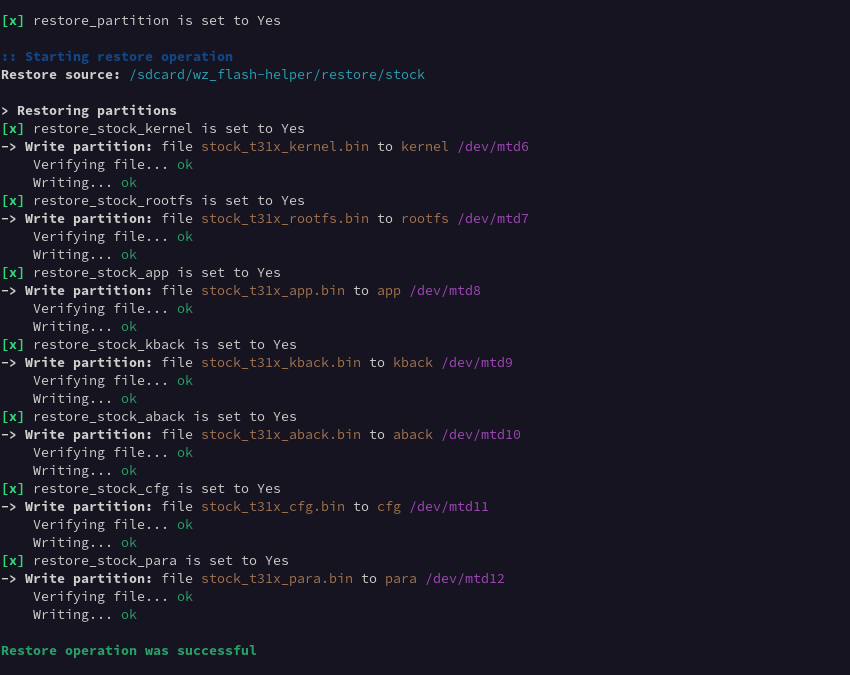 [x] restore_partition is set to Yes
:: Starting restore operation
Restore source: /sdcard/wz_flash-helper/restore/stock
> Restoring partitions
[x] restore_stock_kernel is set to Yes
-> Write partition: file stock_t31x_kernel.bin to kernel /dev/mtd6
Verifying file... ok
Writing... ok
[x] restore_stock_rootfs is set to Yes
-> Write partition: file stock_t31x_rootfs.bin to rootfs /dev/mtd7
Verifying file... ok
Writing... ok
[x] restore_stock_app is set to Yes
-> Write partition: file stock_t31x_app.bin to app /dev/mtd8
Verifying file... ok
Writing... ok
[x] restore_stock_kback is set to Yes
-> Write partition: file stock_t31x_kback.bin to kback /dev/mtd9
Verifying file... ok
Writing... ok
[x] restore_stock_aback is set to Yes
-> Write partition: file stock_t31x_aback.bin to aback /dev/mtd10
Verifying file... ok
Writing... ok
[x] restore_stock_cfg is set to Yes
-> Write partition: file stock_t31x_cfg.bin to cfg /dev/mtd11
Verifying file... ok
Writing... ok
[x] restore_stock_para is set to Yes
-> Write partition: file stock_t31x_para.bin to para /dev/mtd12
Verifying file... ok
Writing... ok
Restore operation was successful